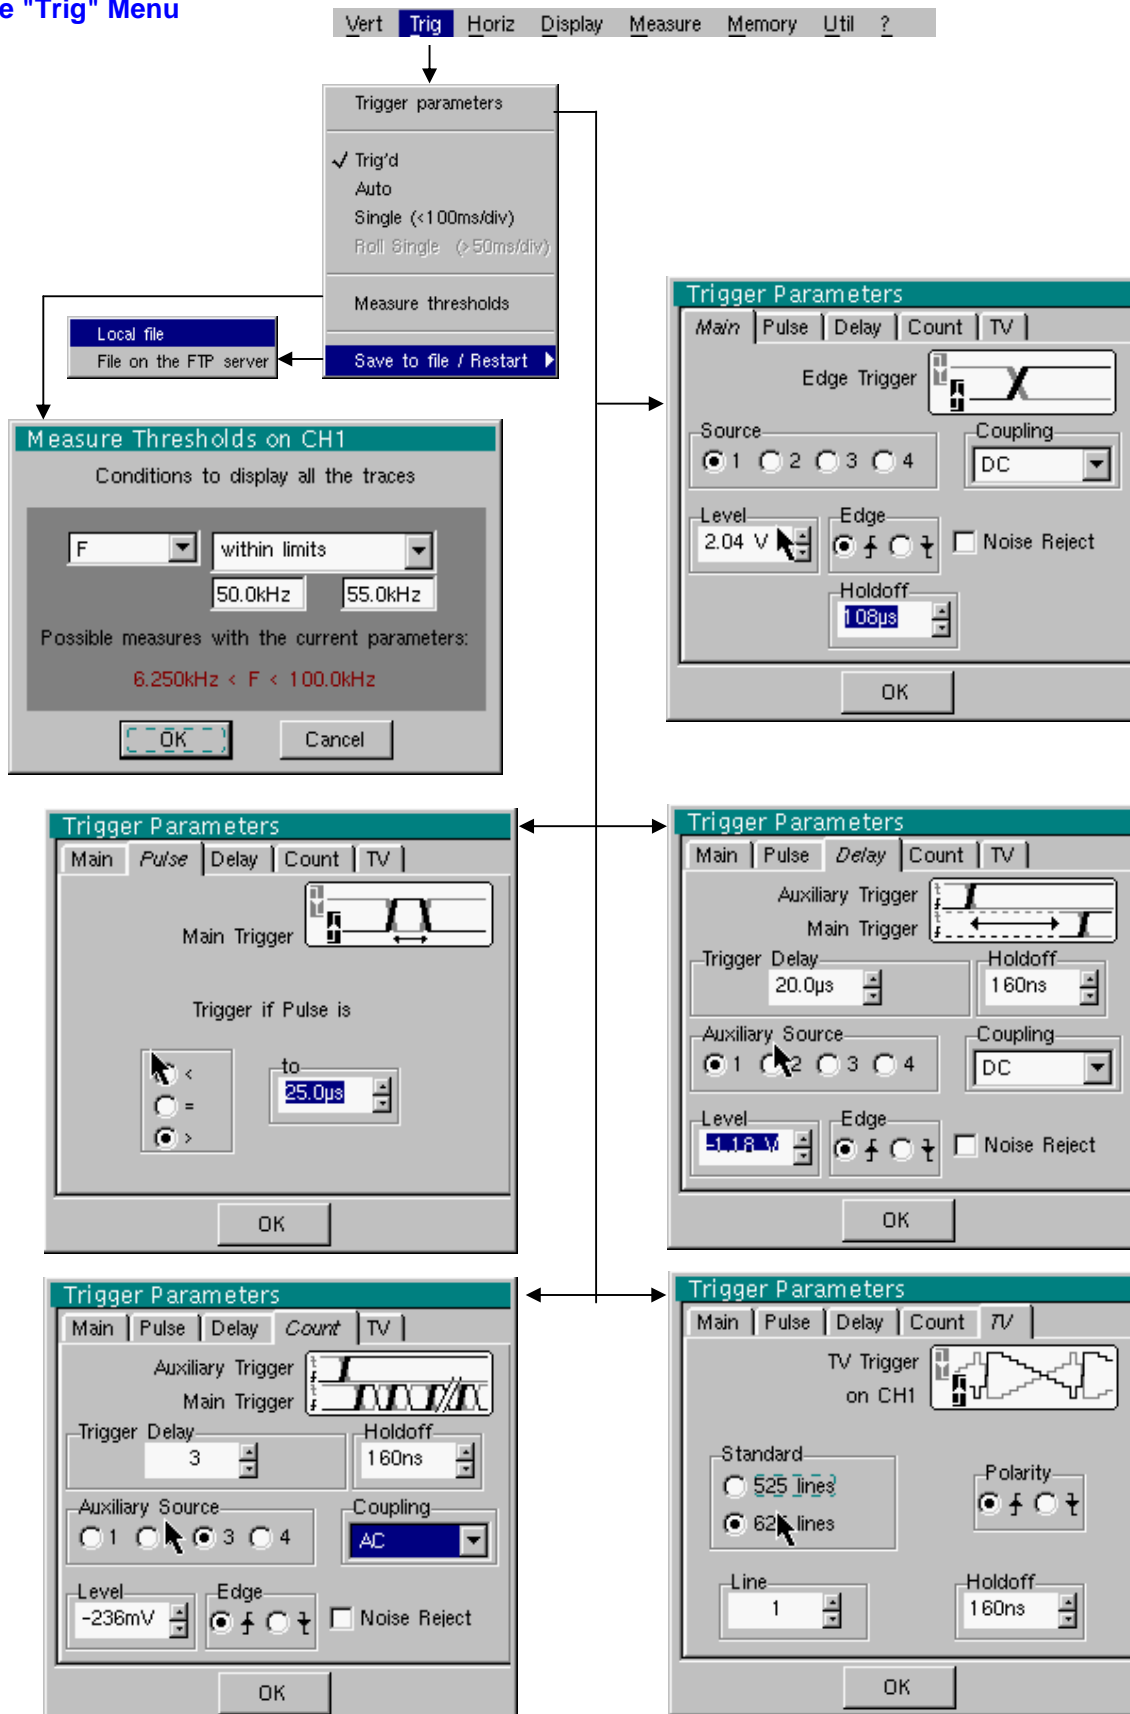 e "Trig" Menu
Vert Trig Horiz Display Measure Memory Util ?
Trigger parameters
✓ Trig'd
Auto
Single (<100ms/div)
Roll Single (>50ms/div)
Measure thresholds
Save to file / Restart
Local file
File on the FTP server
Measure Thresholds on CH1
Conditions to display all the traces
F within limits
50.0kHz 55.0kHz
Possible measures with the current parameters:
6.250kHz < F < 100.0kHz
OK Cancel
Trigger Parameters
Main Pulse Delay Count TV
Edge Trigger
Source Coupling
1 2 3 4 DC
Level Edge
2.04 V Noise Reject
Holdoff
108µs
OK
Trigger Parameters
Main Pulse Delay Count TV
Main Trigger
Trigger if Pulse is
<
=
>
to
25.0µs
OK
Trigger Parameters
Main Pulse Delay Count TV
Auxiliary Trigger
Main Trigger
Trigger Delay Holdoff
20.0µs 160ns
Auxiliary Source Coupling
1 2 3 4 DC
Level Edge
-1.18 V Noise Reject
OK
Trigger Parameters
Main Pulse Delay Count TV
Auxiliary Trigger
Main Trigger
Trigger Delay Holdoff
3 160ns
Auxiliary Source Coupling
1 3 4 AC
Level Edge
-236mV Noise Reject
OK
Trigger Parameters
Main Pulse Delay Count TV
TV Trigger
on CH1
Standard Polarity
525 lines
625 lines
Line Holdoff
1 160ns
OK